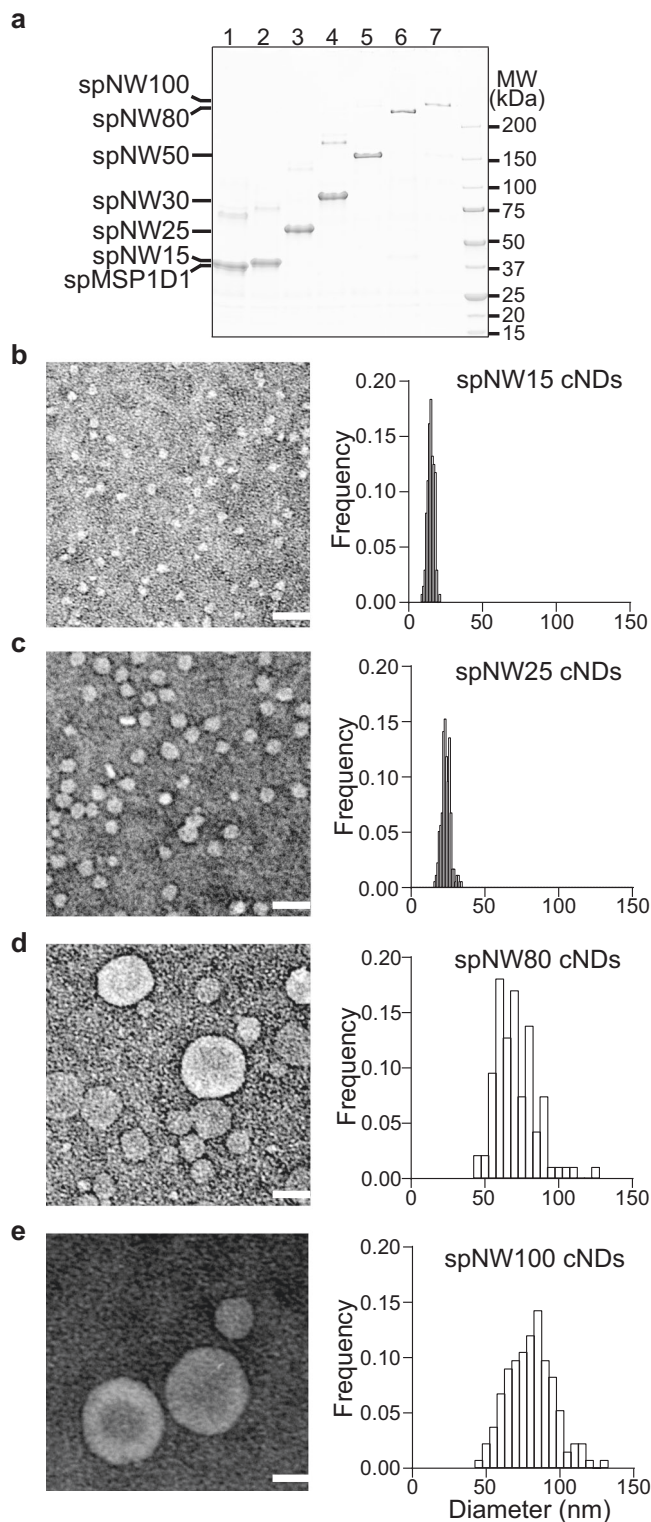 a
1 2 3 4 5 6 7
MW
(kDa)
spNW100
spNW80
spNW50
spNW30
spNW25
spNW15
spMSP1D1
200
150
100
75
50
37
25
20
15
b
spNW15 cNDs
Frequency
0.20
0.15
0.10
0.05
0.00
0 50 100 150
c
spNW25 cNDs
Frequency
0.20
0.15
0.10
0.05
0.00
0 50 100 150
d
spNW80 cNDs
Frequency
0.20
0.15
0.10
0.05
0.00
0 50 100 150
e
spNW100 cNDs
Frequency
0.20
0.15
0.10
0.05
0.00
0 50 100 150
Diameter (nm)